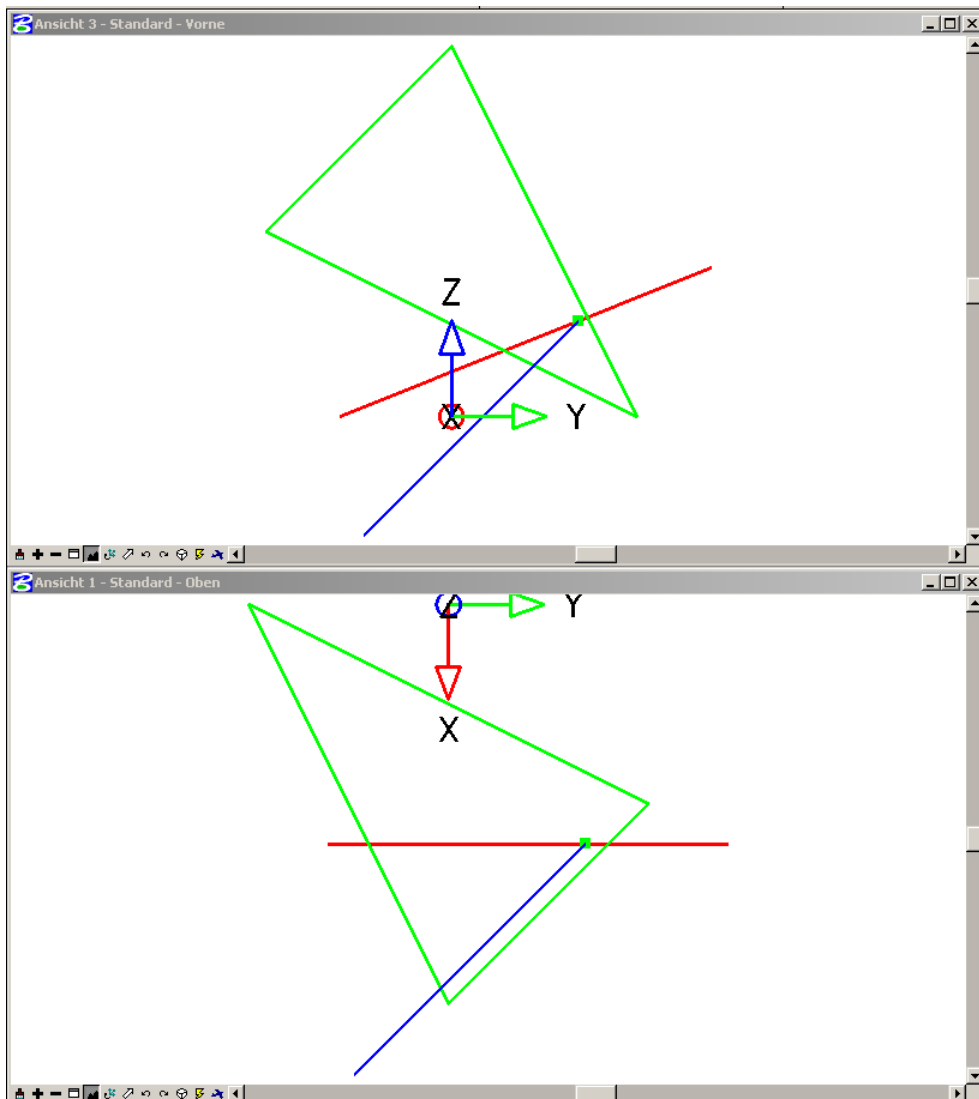 Ansicht 3 - Standard - Vorne
Z
X
Y
Ansicht 1 - Standard - Oben
Z
Y
X